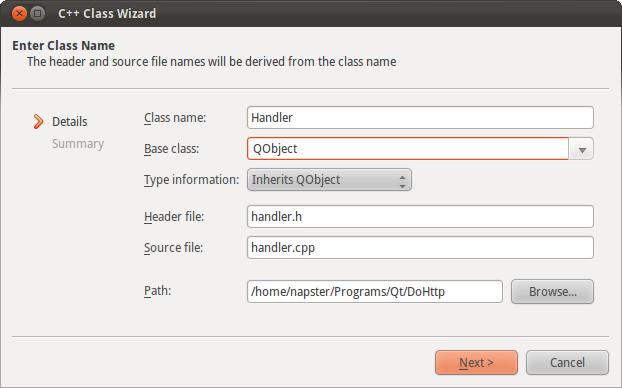 C++ Class Wizard
Enter Class Name
The header and source file names will be derived from the class name
Details
Summary
Class name: Handler
Base class: QObject
Type information: Inherits QObject
Header file: handler.h
Source file: handler.cpp
Path: /home/napster/Programs/Qt/DoHttp Browse...
Next > Cancel